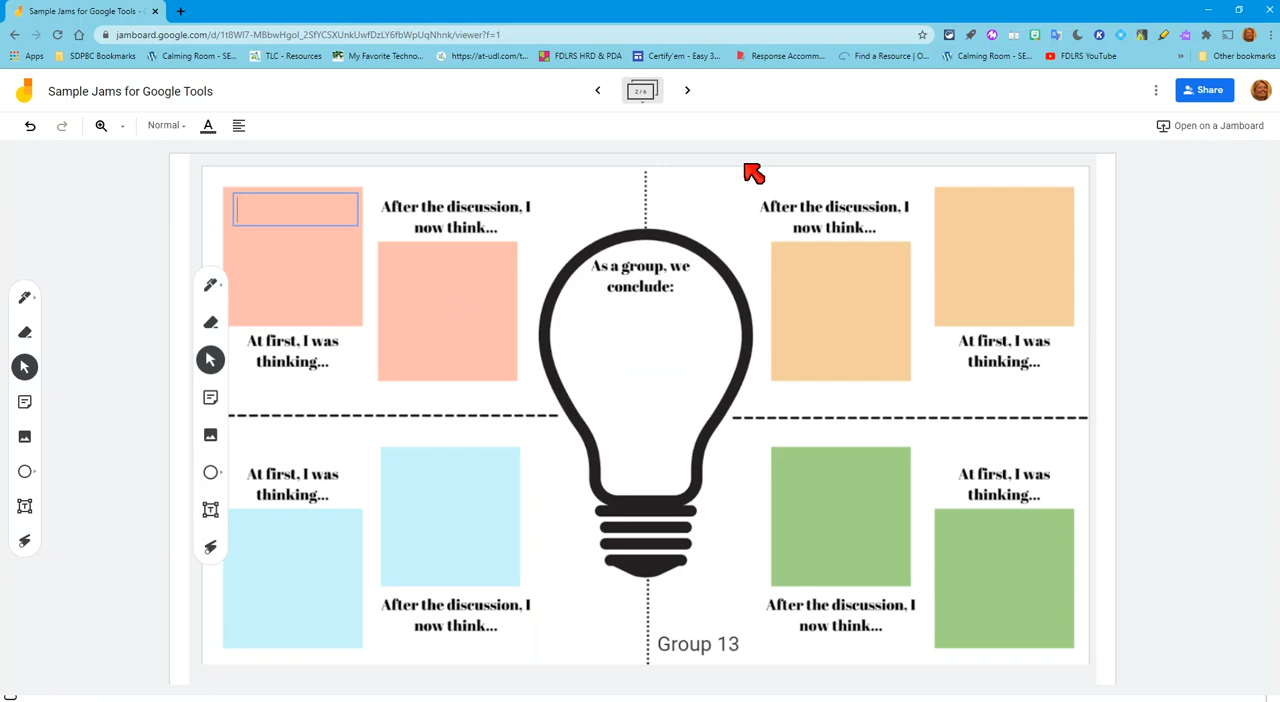 Sample Jams for Google Tools -
jamboard.google.com/d/1t8WI7-MBbwHgoI_2SfYCSXUnkUwfDzLY6fbWpUqNhnk/viewer?f=1
Apps
SDPBC Bookmarks
Calming Room - SE...
TLC - Resources
My Favorite Techno...
https://at-udl.com/t...
FDLRS HRD & PDA
Certify'em - Easy 3...
Response Accomm...
Find a Resource | O...
Calming Room - SE...
FDLRS YouTube
Other bookmarks
Sample Jams for Google Tools
2 / 6
Share
Normal
Open on a Jamboard
After the discussion, I
now think...
At first, I was
thinking...
As a group, we
conclude:
After the discussion, I
now think...
At first, I was
thinking...
At first, I was
thinking...
After the discussion, I
now think...
At first, I was
thinking...
After the discussion, I
now think...
Group 13